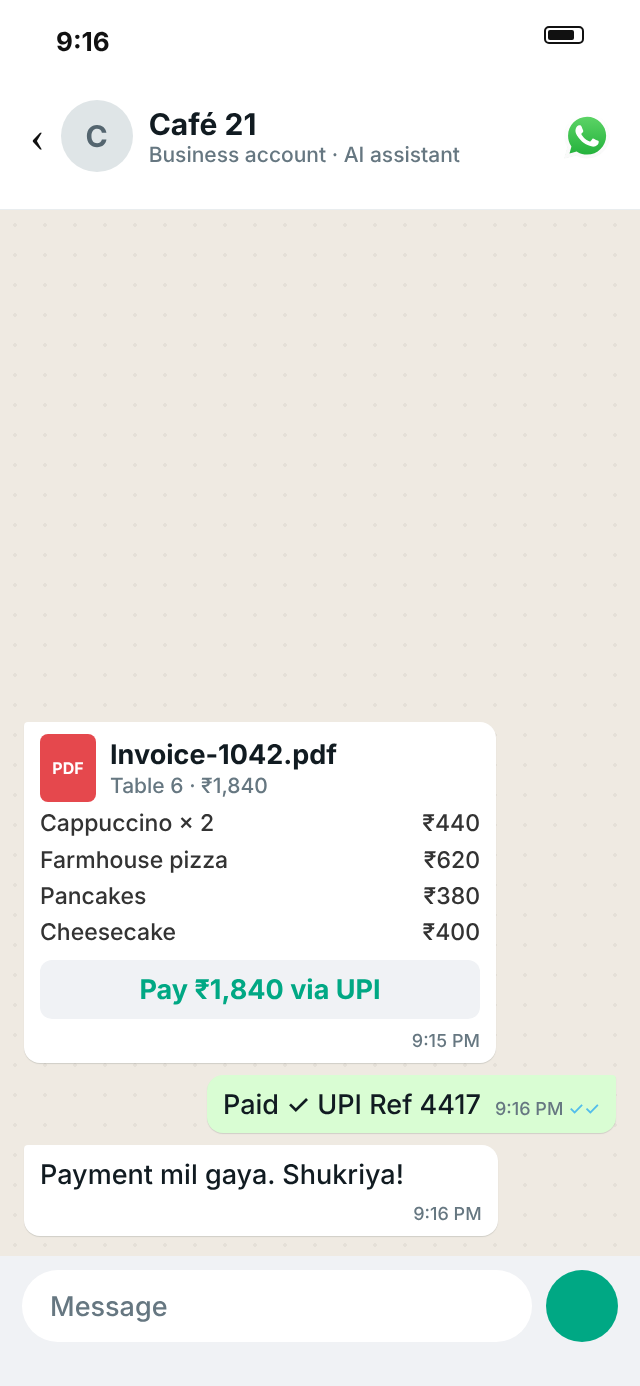 9:16
‹
C
Café 21
Business account · AI assistant
PDF
Invoice-1042.pdf
Table 6 · ₹1,840
Cappuccino × 2 ₹440
Farmhouse pizza ₹620
Pancakes ₹380
Cheesecake ₹400
Pay ₹1,840 via UPI
9:15 PM
Paid ✓ UPI Ref 4417 9:16 PM ✓✓
Payment mil gaya. Shukriya!
9:16 PM
Message